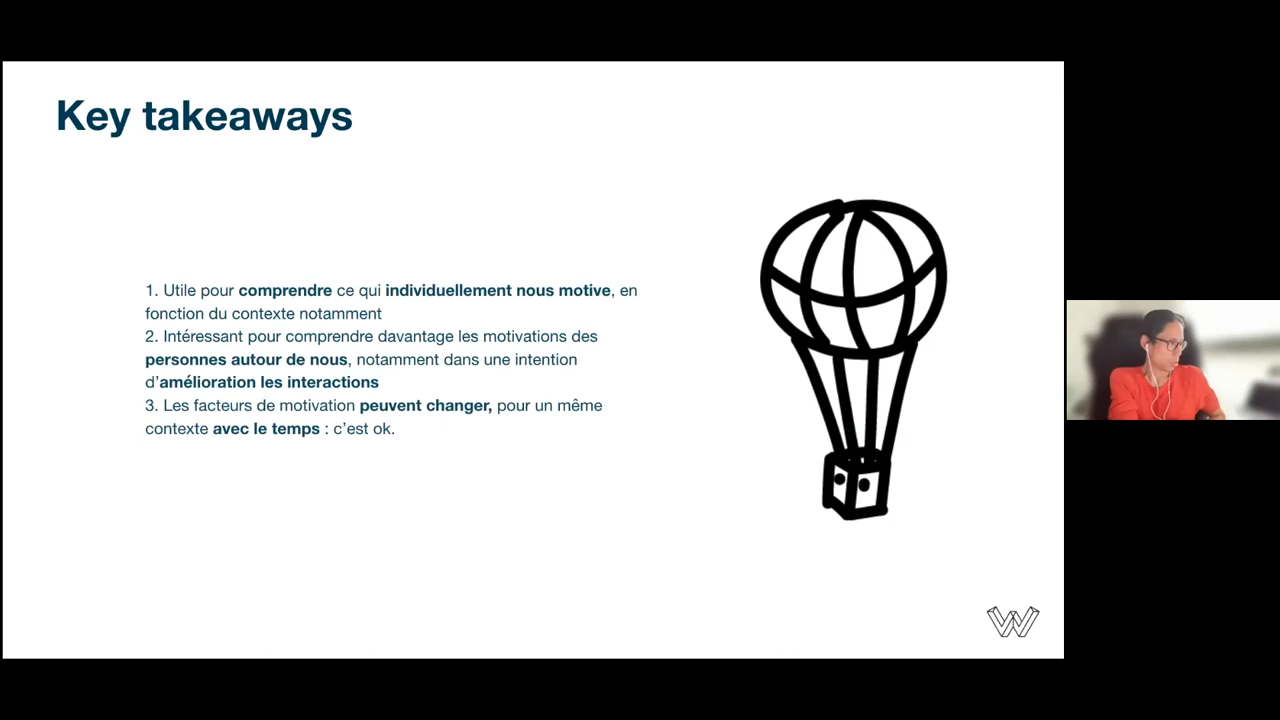 Key takeaways
1. Utile pour comprendre ce qui individuellement nous motive, en
fonction du contexte notamment
2. Intéressant pour comprendre davantage les motivations des
personnes autour de nous, notamment dans une intention
d’amélioration les interactions
3. Les facteurs de motivation peuvent changer, pour un même
contexte avec le temps : c’est ok.
W